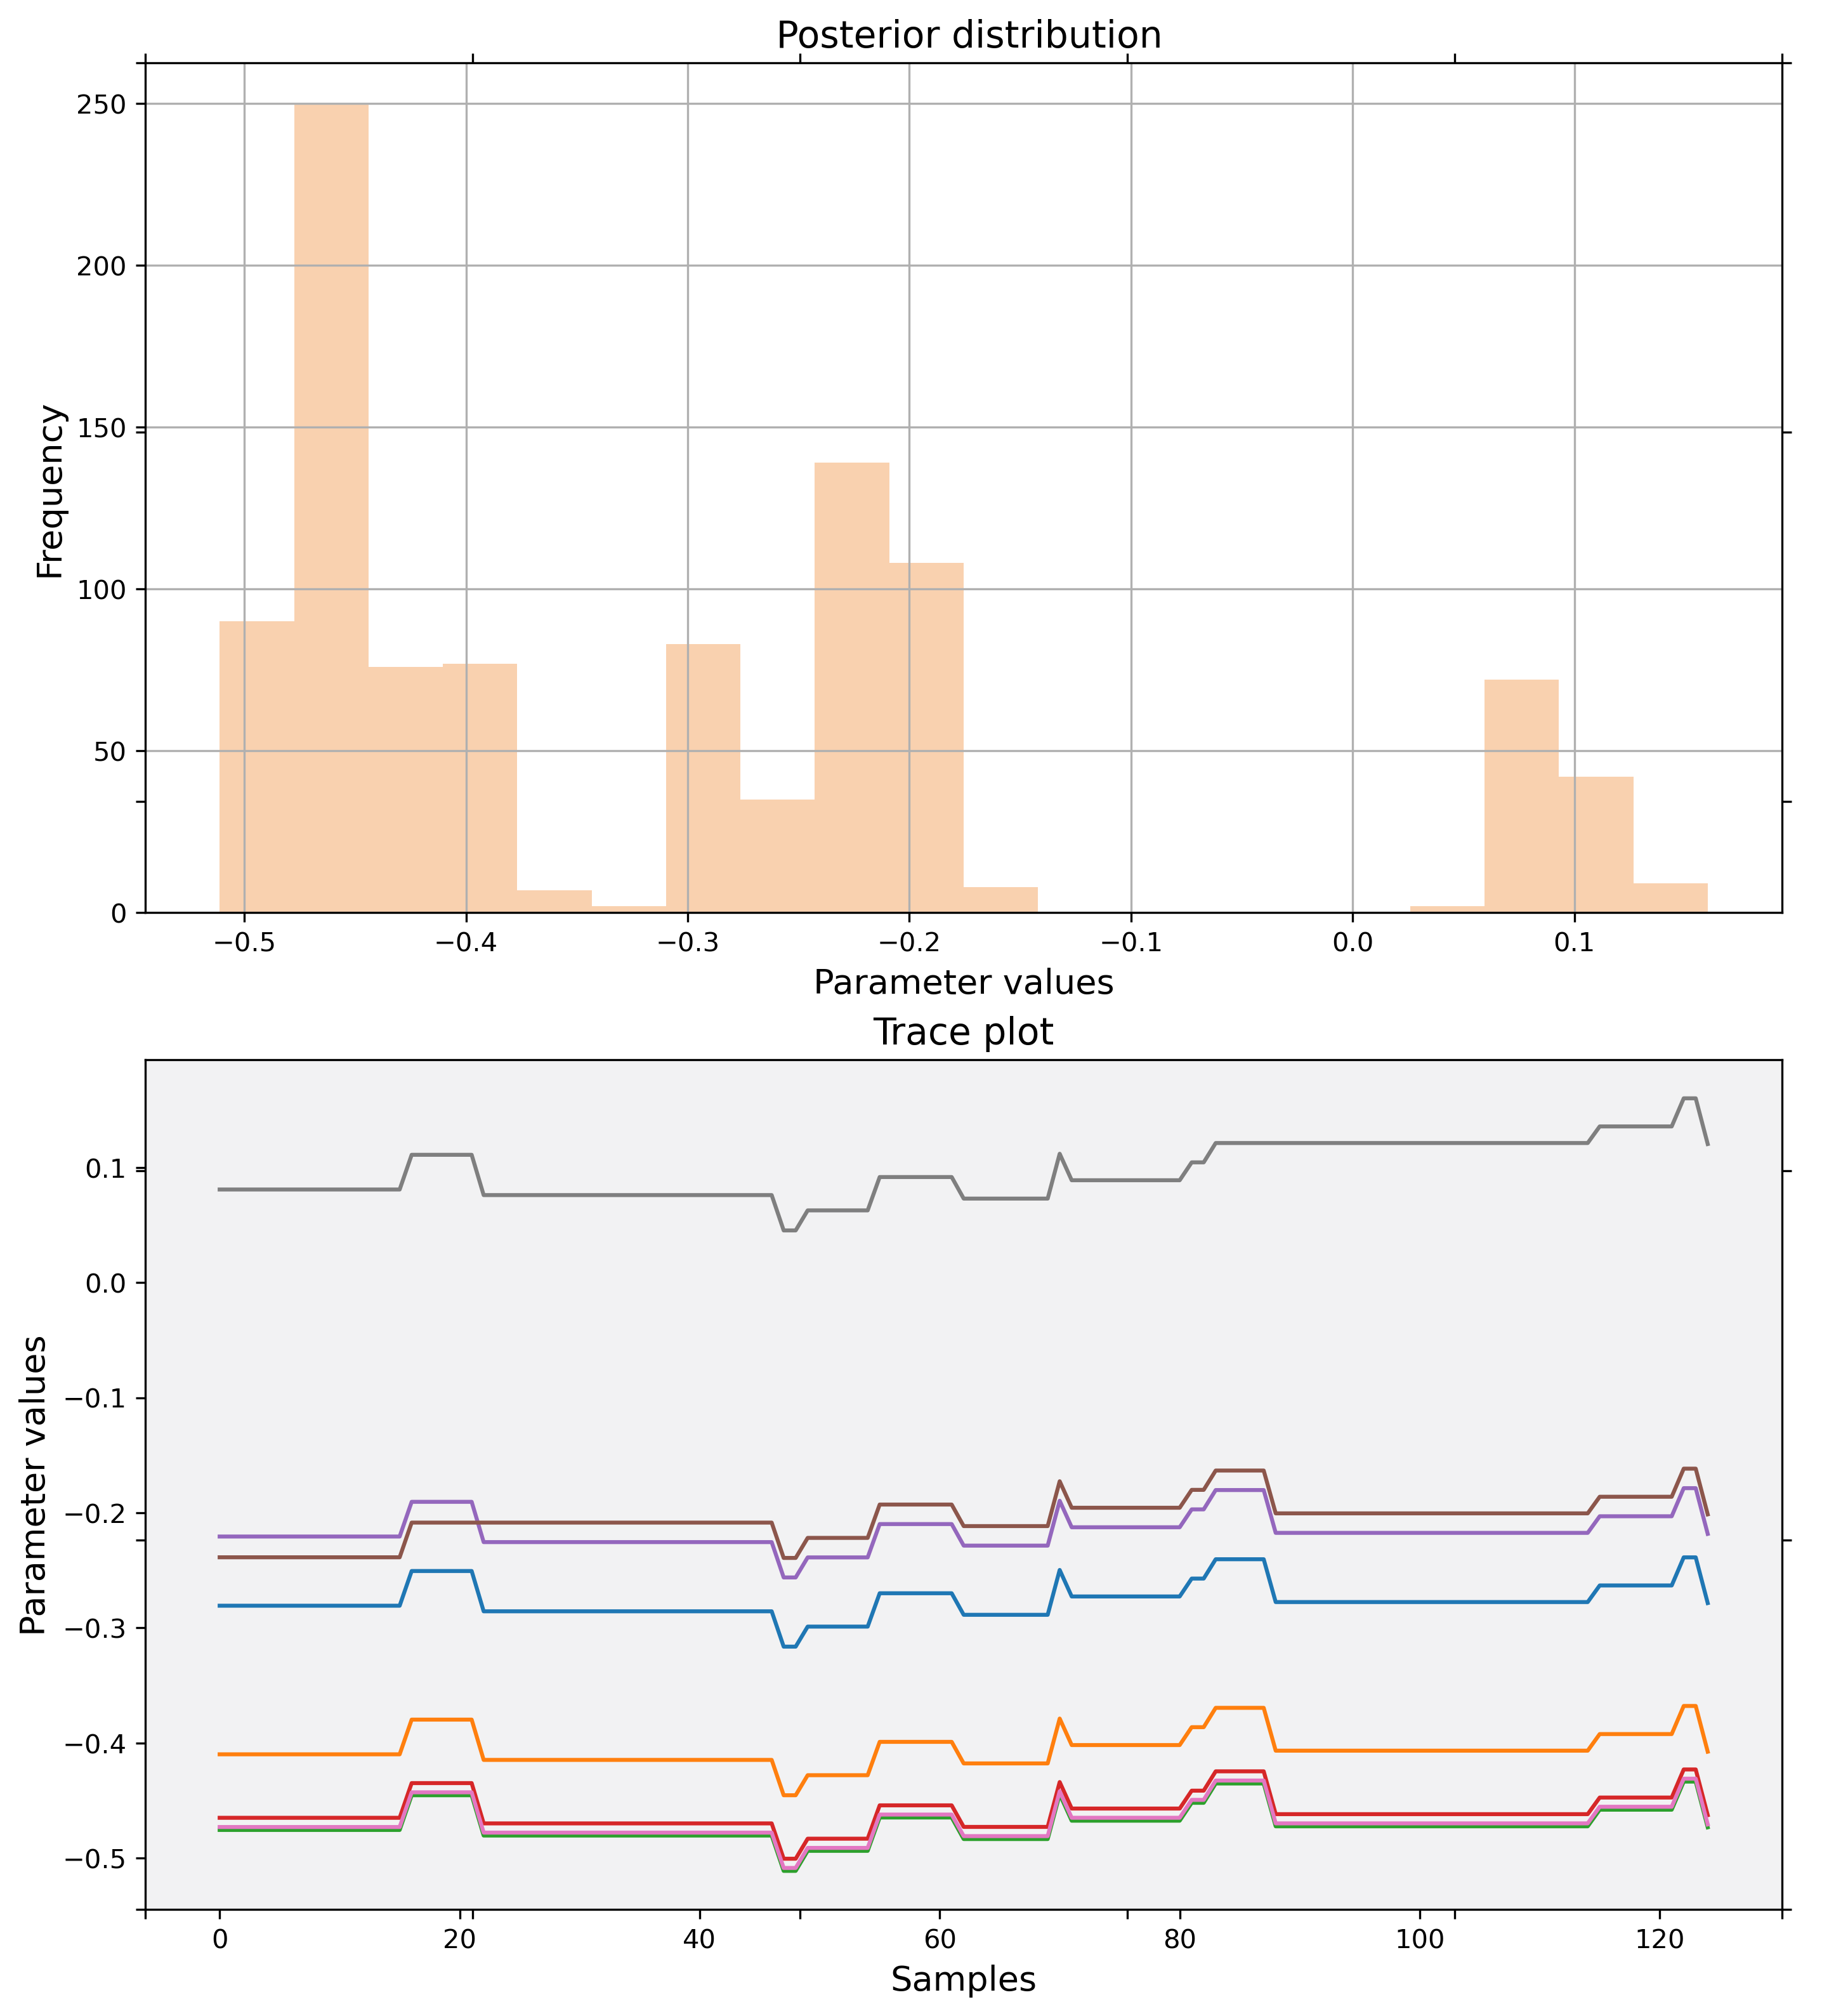 Posterior distribution
250
200
150
100
50
0
Frequency
−0.5 −0.4 −0.3 −0.2 −0.1 0.0 0.1
Parameter values
Trace plot
0.1
0.0
−0.1
−0.2
−0.3
−0.4
−0.5
Parameter values
0 20 40 60 80 100 120
Samples